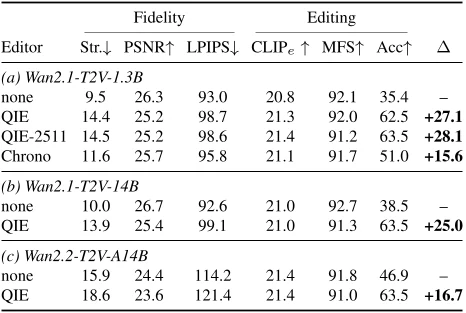 Fidelity Editing
Editor Str.↓ PSNR↑ LPIPS↓ CLIPₑ ↑ MFS↑ Acc↑ Δ
(a) Wan2.1-T2V-1.3B
none 9.5 26.3 93.0 20.8 92.1 35.4 –
QIE 14.4 25.2 98.7 21.3 92.0 62.5 +27.1
QIE-2511 14.5 25.2 98.6 21.4 91.2 63.5 +28.1
Chrono 11.6 25.7 95.8 21.1 91.7 51.0 +15.6
(b) Wan2.1-T2V-14B
none 10.0 26.7 92.6 21.0 92.7 38.5 –
QIE 13.9 25.4 99.1 21.0 91.3 63.5 +25.0
(c) Wan2.2-T2V-A14B
none 15.9 24.4 114.2 21.4 91.8 46.9 –
QIE 18.6 23.6 121.4 21.4 91.0 63.5 +16.7